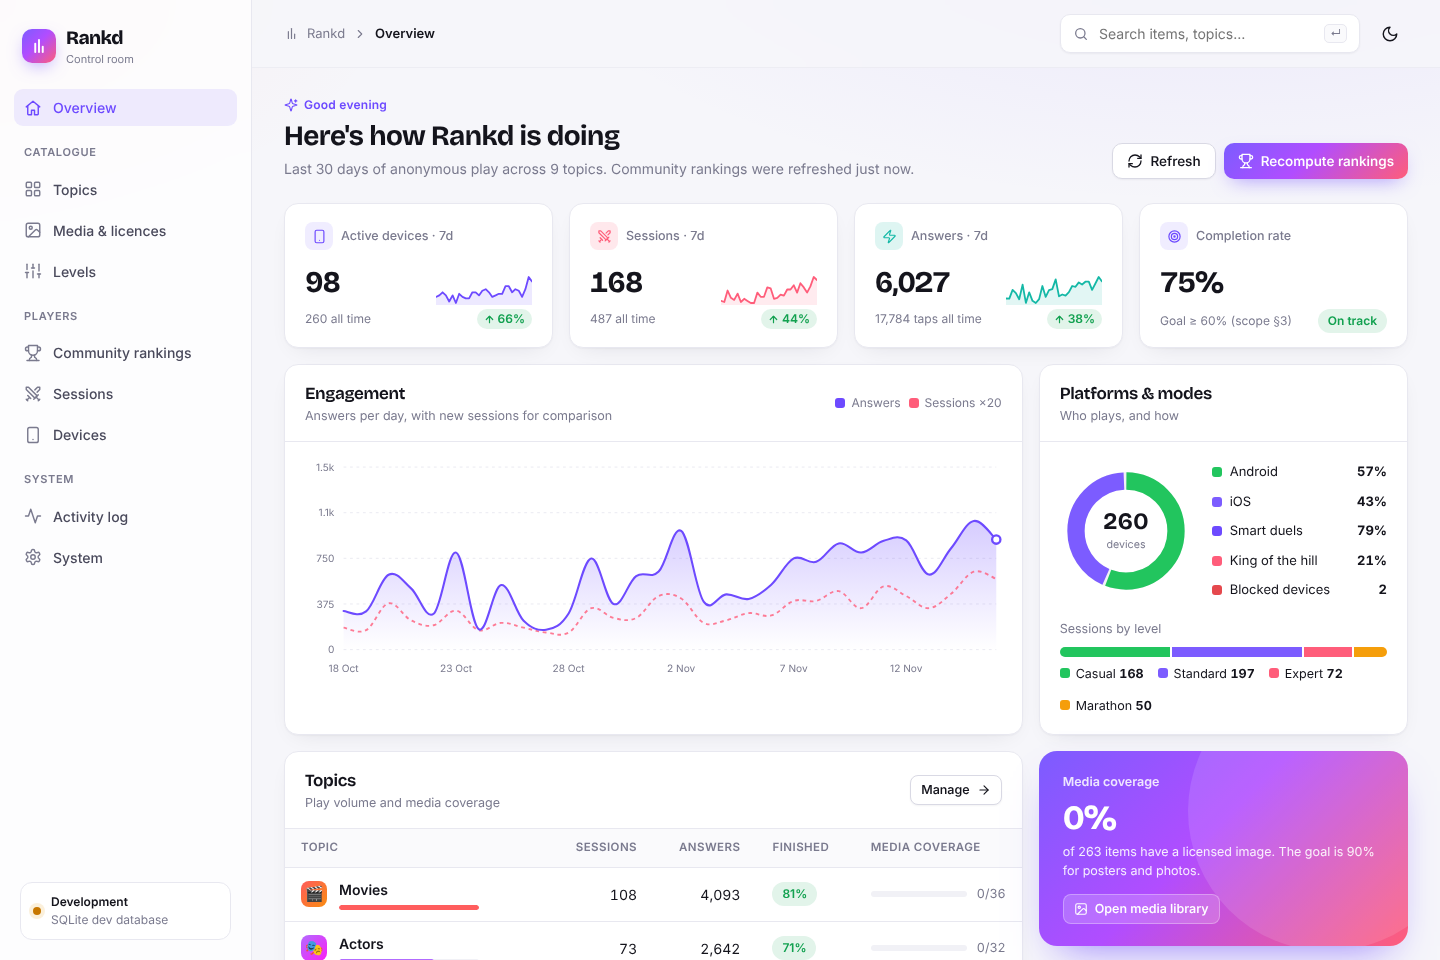 Rankd
Control room
Overview
CATALOGUE
Topics
Media & licences
Levels
PLAYERS
Community rankings
Sessions
Devices
SYSTEM
Activity log
System
Development
SQLite dev database
Rankd > Overview
Search items, topics...
Good evening
Here's how Rankd is doing
Last 30 days of anonymous play across 9 topics. Community rankings were refreshed just now.
Refresh
Recompute rankings
Active devices · 7d
98
260 all time
↑ 66%
Sessions · 7d
168
487 all time
↑ 44%
Answers · 7d
6,027
17,784 taps all time
↑ 38%
Completion rate
75%
Goal ≥ 60% (scope §3)
On track
Engagement
Answers per day, with new sessions for comparison
Answers
Sessions ×20
1.5k
1.1k
750
375
0
18 Oct 23 Oct 28 Oct 2 Nov 7 Nov 12 Nov
Platforms & modes
Who plays, and how
260
devices
Android 57%
iOS 43%
Smart duels 79%
King of the hill 21%
Blocked devices 2
Sessions by level
Casual 168 Standard 197 Expert 72
Marathon 50
Topics
Play volume and media coverage
Manage →
TOPIC SESSIONS ANSWERS FINISHED MEDIA COVERAGE
Movies 108 4,093 81% 0/36
Actors 73 2,642 71% 0/32
Media coverage
0%
of 263 items have a licensed image. The goal is 90%
for posters and photos.
Open media library